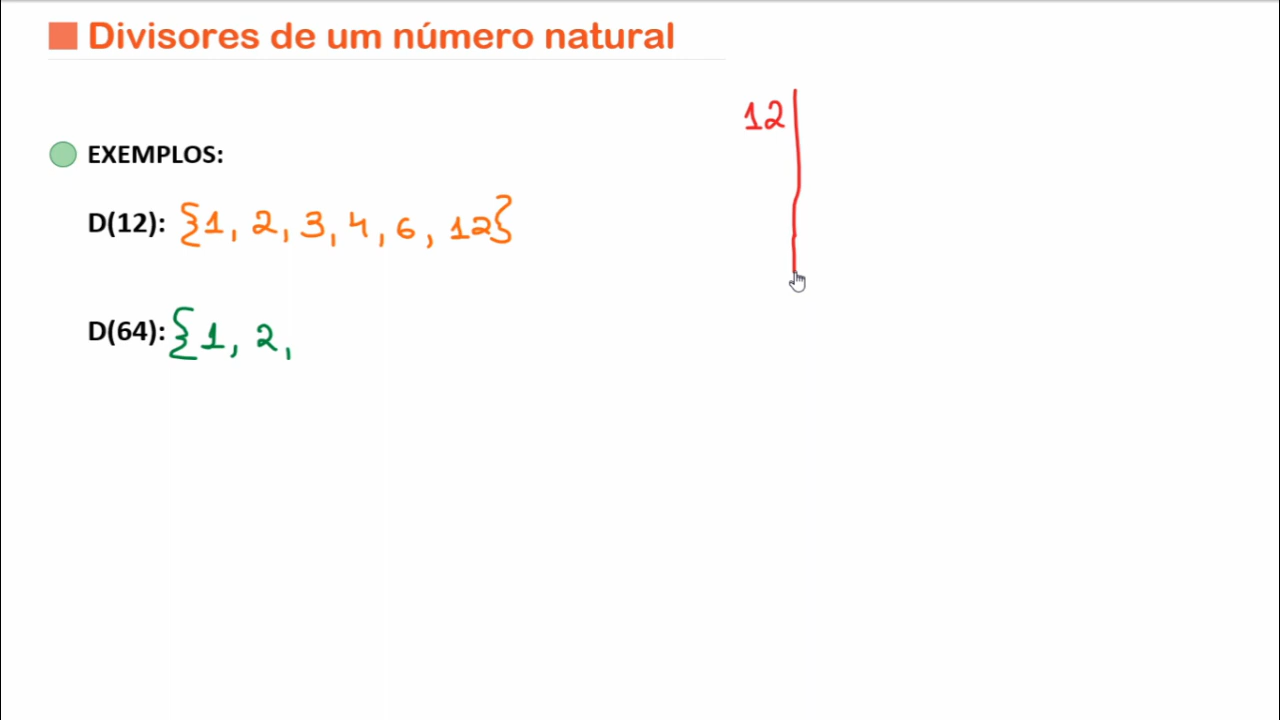 Divisores de um número natural
12
EXEMPLOS:
D(12): {1, 2, 3, 4, 6, 12}
D(64): {1, 2,